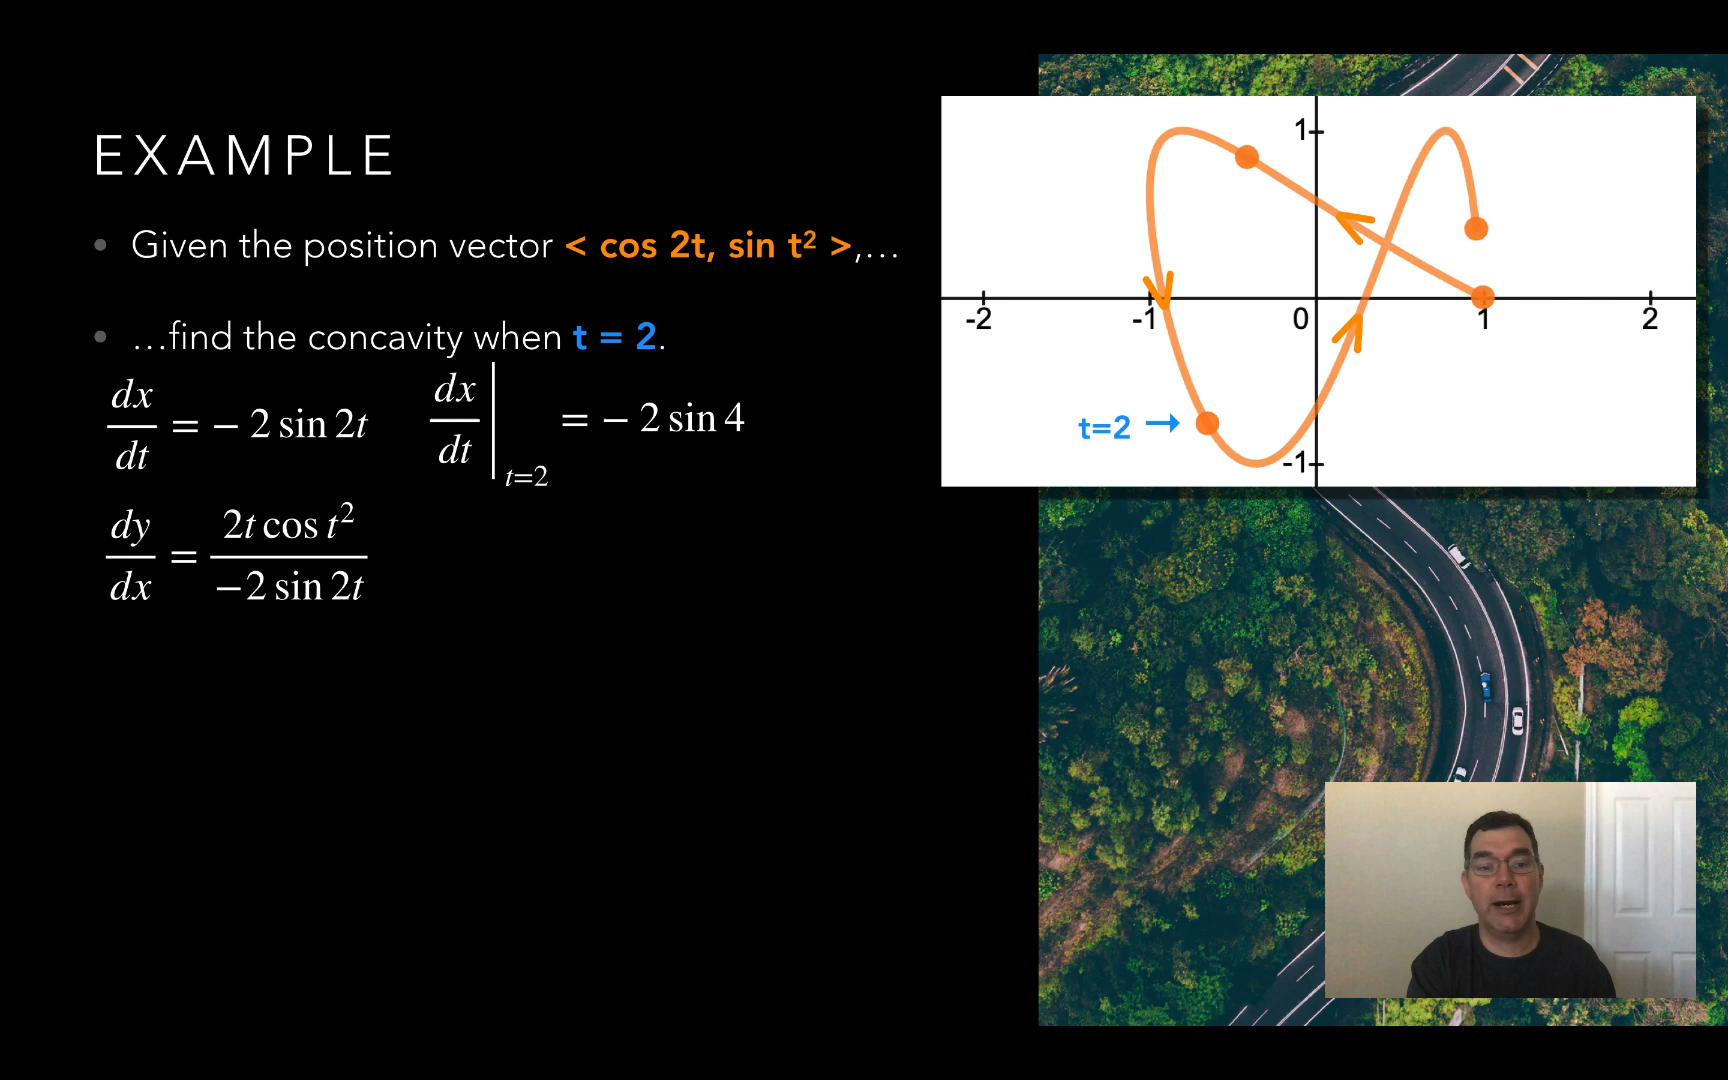 EXAMPLE
Given the position vector < cos 2t, sin t² >,…
…find the concavity when t = 2.
dx/dt = − 2 sin 2t
dx/dt |t=2 = − 2 sin 4
dy/dx = 2t cos t² / −2 sin 2t
1
-2 -1 0 1 2
t=2 →
-1